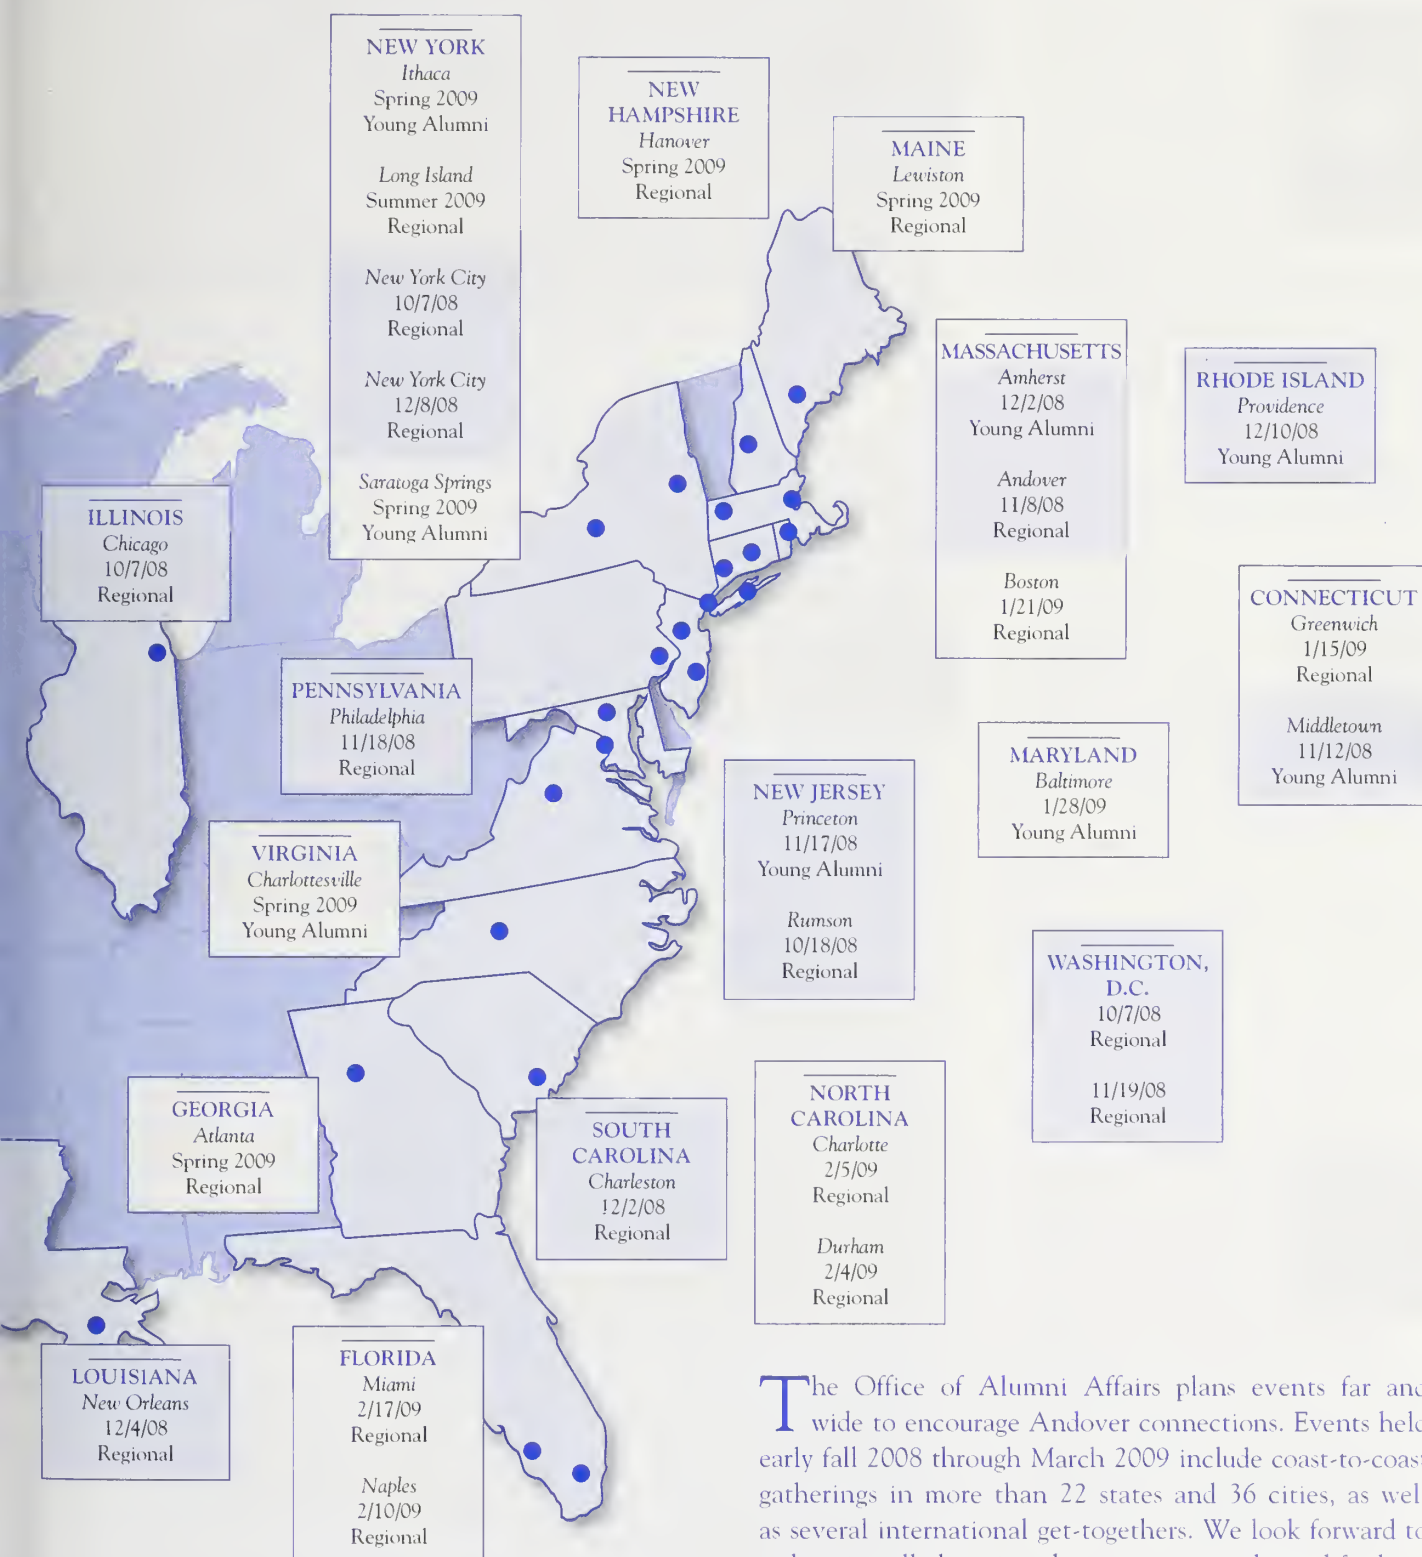 NEW YORK
Ithaca
Spring 2009
Young Alumni
Long Island
Summer 2009
Regional
New York City
10/7/08
Regional
New York City
12/8/08
Regional
Saratoga Springs
Spring 2009
Young Alumni
NEW
HAMPSHIRE
Hanover
Spring 2009
Regional
MAINE
Lewiston
Spring 2009
Regional
MASSACHUSETTS
Amherst
12/2/08
Young Alumni
Andover
11/8/08
Regional
Boston
1/21/09
Regional
RHODE ISLAND
Providence
12/10/08
Young Alumni
ILLINOIS
Chicago
10/7/08
Regional
CONNECTICUT
Greenwich
1/15/09
Regional
Middletown
11/12/08
Young Alumni
PENNSYLVANIA
Philadelphia
11/18/08
Regional
MARYLAND
Baltimore
1/28/09
Young Alumni
NEW JERSEY
Princeton
11/17/08
Young Alumni
Rumson
10/18/08
Regional
VIRGINIA
Charlottesville
Spring 2009
Young Alumni
WASHINGTON,
D.C.
10/7/08
Regional
11/19/08
Regional
GEORGIA
Atlanta
Spring 2009
Regional
SOUTH
CAROLINA
Charleston
12/2/08
Regional
NORTH
CAROLINA
Charlotte
2/5/09
Regional
Durham
2/4/09
Regional
LOUISIANA
New Orleans
12/4/08
Regional
FLORIDA
Miami
2/17/09
Regional
Naples
2/10/09
Regional
The Office of Alumni Affairs plans events far and
wide to encourage Andover connections. Events held
early fall 2008 through March 2009 include coast-to-coast
gatherings in more than 22 states and 36 cities, as well
as several international get-togethers. We look forward to